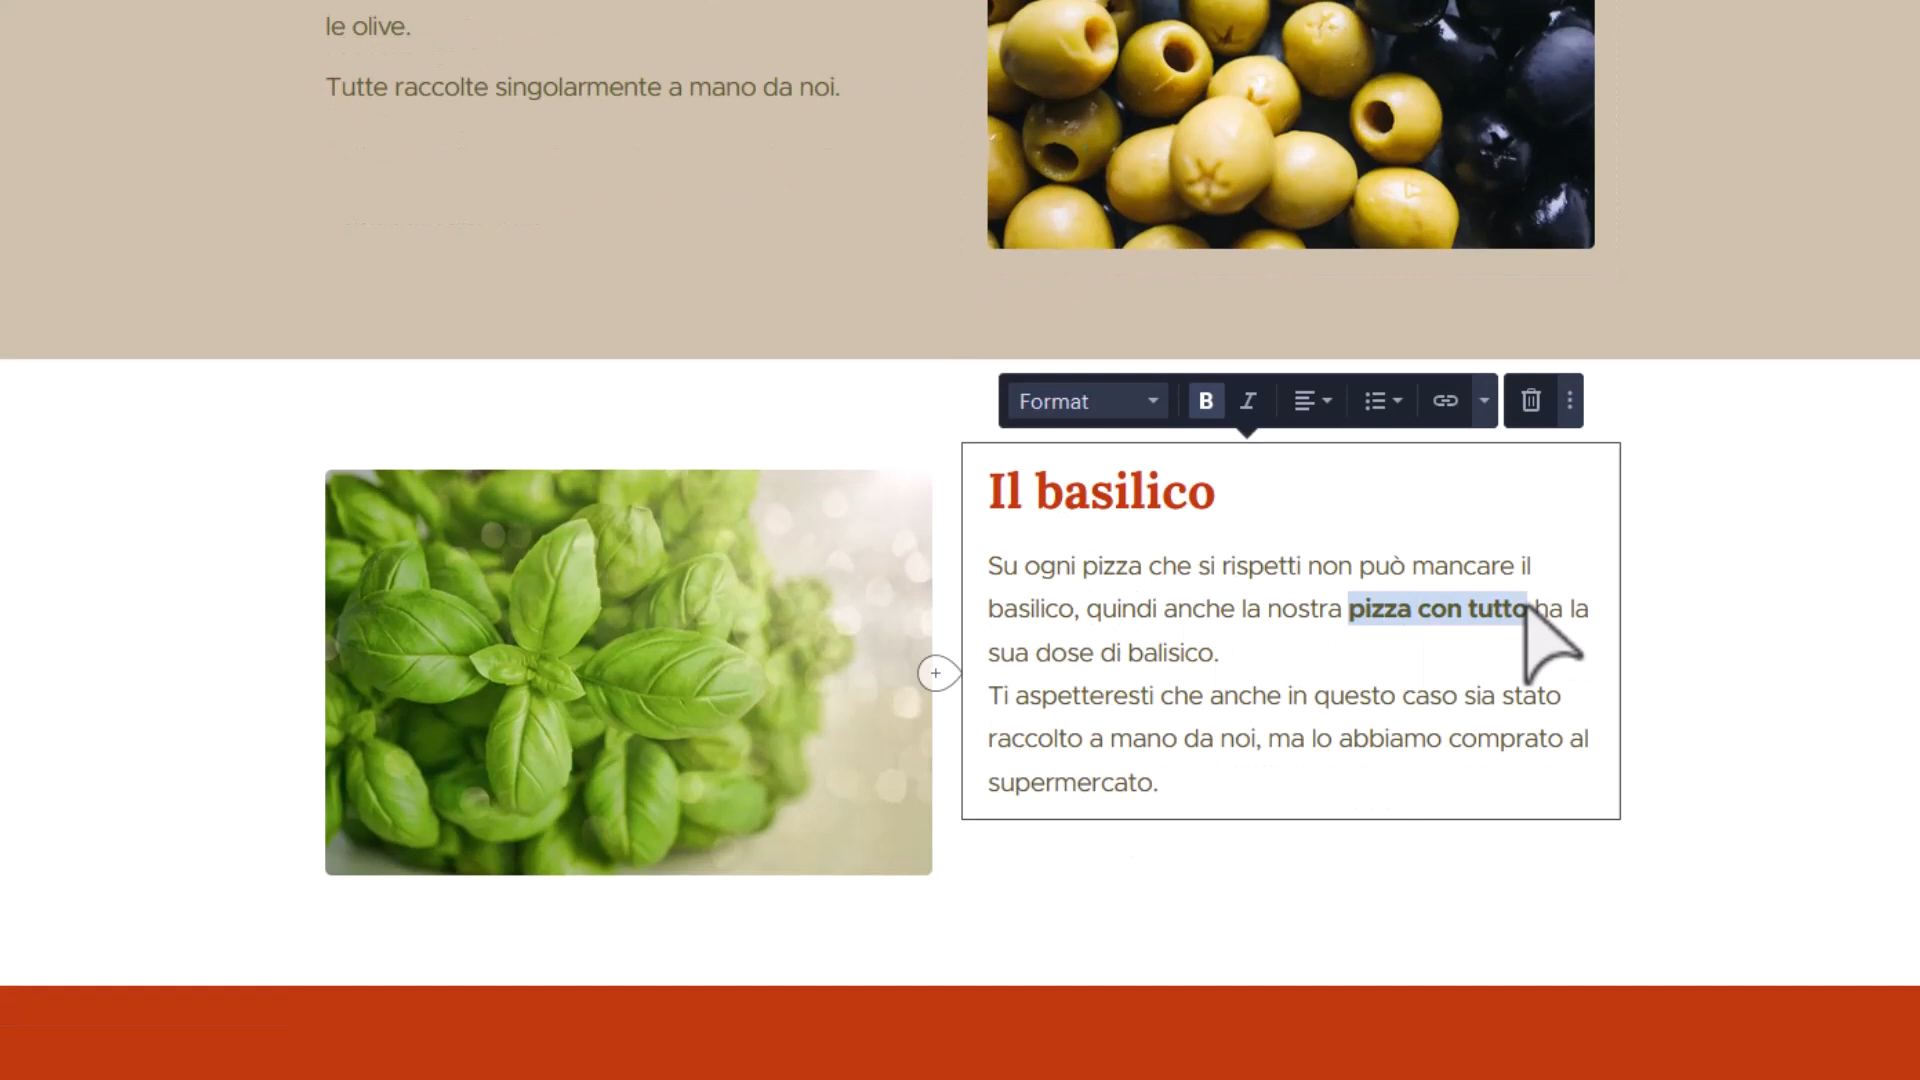 le olive.
Tutte raccolte singolarmente a mano da noi.
Format
B I
Il basilico
Su ogni pizza che si rispetti non può mancare il
basilico, quindi anche la nostra pizza con tutto ha la
sua dose di balisico.
Ti aspetteresti che anche in questo caso sia stato
raccolto a mano da noi, ma lo abbiamo comprato al
supermercato.